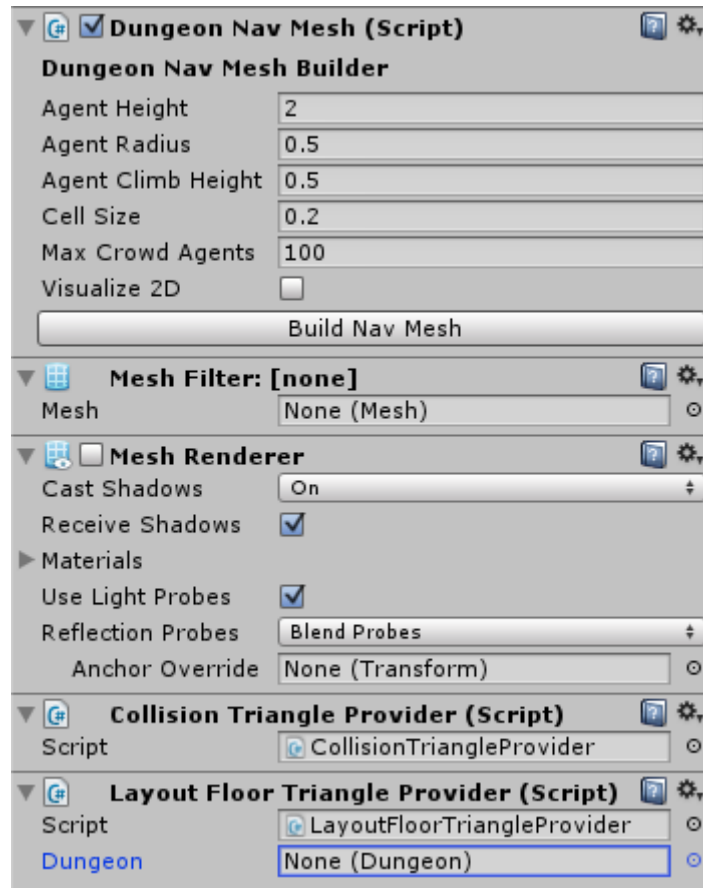 Dungeon Nav Mesh (Script)
Dungeon Nav Mesh Builder
Agent Height 2
Agent Radius 0.5
Agent Climb Height 0.5
Cell Size 0.2
Max Crowd Agents 100
Visualize 2D
Build Nav Mesh
Mesh Filter: [none]
Mesh None (Mesh)
Mesh Renderer
Cast Shadows On
Receive Shadows
Materials
Use Light Probes
Reflection Probes Blend Probes
Anchor Override None (Transform)
Collision Triangle Provider (Script)
Script CollisionTriangleProvider
Layout Floor Triangle Provider (Script)
Script LayoutFloorTriangleProvider
Dungeon None (Dungeon)